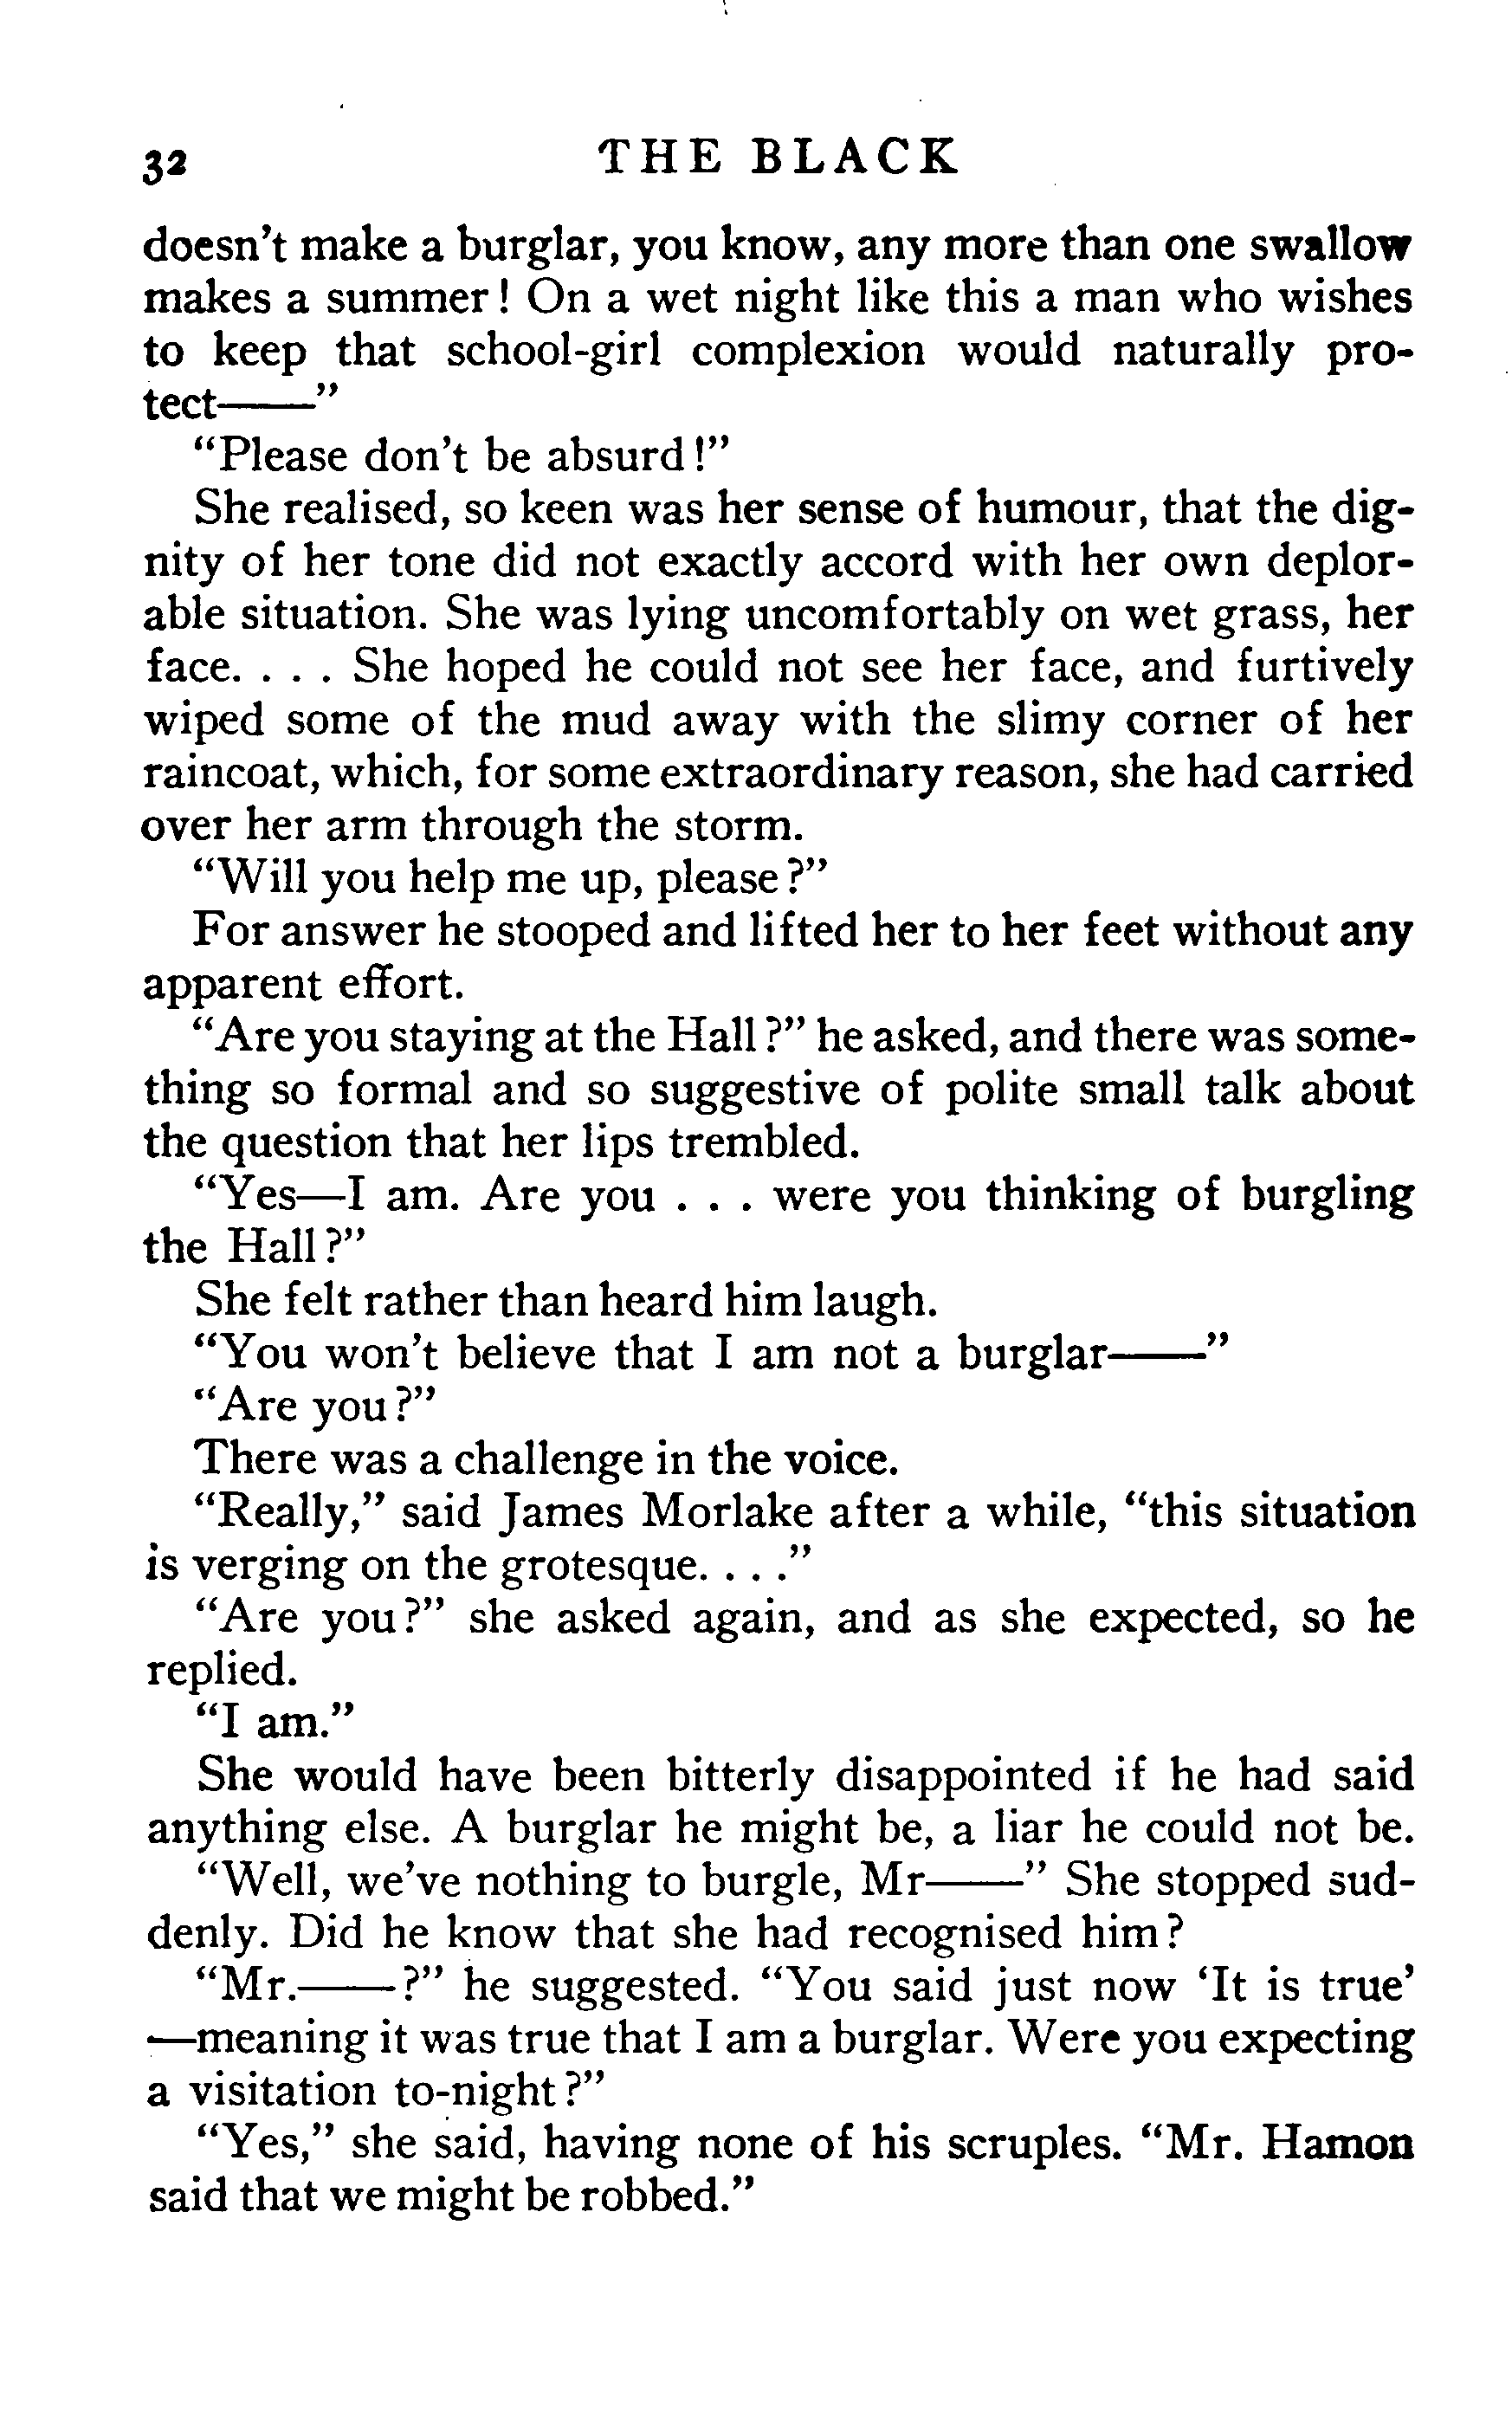 32 THE BLACK
doesn't make a burglar, you know, any more than one swallow
makes a summer! On a wet night like this a man who wishes
to keep that school-girl complexion would naturally pro-
tect——"
"Please don't be absurd!"
She realised, so keen was her sense of humour, that the dig-
nity of her tone did not exactly accord with her own deplor-
able situation. She was lying uncomfortably on wet grass, her
face. . . . She hoped he could not see her face, and furtively
wiped some of the mud away with the slimy corner of her
raincoat, which, for some extraordinary reason, she had carried
over her arm through the storm.
"Will you help me up, please?"
For answer he stooped and lifted her to her feet without any
apparent effort.
"Are you staying at the Hall?" he asked, and there was some-
thing so formal and so suggestive of polite small talk about
the question that her lips trembled.
"Yes—I am. Are you . . . were you thinking of burgling
the Hall?"
She felt rather than heard him laugh.
"You won't believe that I am not a burglar——"
"Are you?"
There was a challenge in the voice.
"Really," said James Morlake after a while, "this situation
is verging on the grotesque. . . ."
"Are you?" she asked again, and as she expected, so he
replied.
"I am."
She would have been bitterly disappointed if he had said
anything else. A burglar he might be, a liar he could not be.
"Well, we've nothing to burgle, Mr——" She stopped sud-
denly. Did he know that she had recognised him?
"Mr.——?" he suggested. "You said just now 'It is true'
—meaning it was true that I am a burglar. Were you expecting
a visitation to-night?"
"Yes," she said, having none of his scruples. "Mr. Hamon
said that we might be robbed."